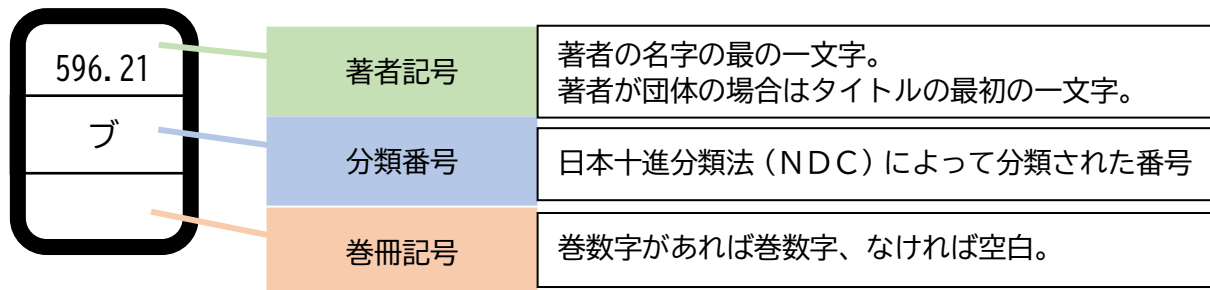 596.21
ブ
著者記号
著者の名字の最の一文字。
著者が団体の場合はタイトルの最初の一文字。
分類番号
日本十進分類法（ＮＤＣ）によって分類された番号
巻冊記号
巻数字があれば巻数字、なければ空白。